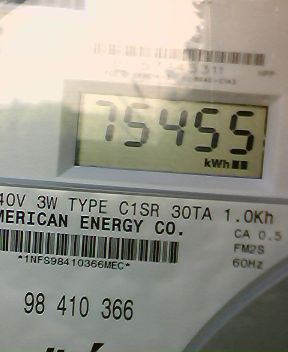 75455
kWh
40V 3W TYPE C1SR 30TA 1.0Kh
MERICAN ENERGY CO.
CA 0.5
FM2S
60Hz
*1NFS98410366MEC*
98 410 366